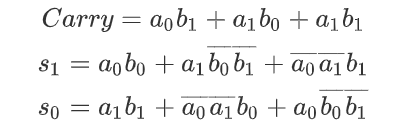 Carry = a₀b₁ + a₁b₀ + a₁b₁
s₁ = a₀b₀ + a₁b̅₀b̅₁ + a̅₀a̅₁b₁
s₀ = a₁b₁ + a̅₀a̅₁b₀ + a₀b̅₀b̅₁